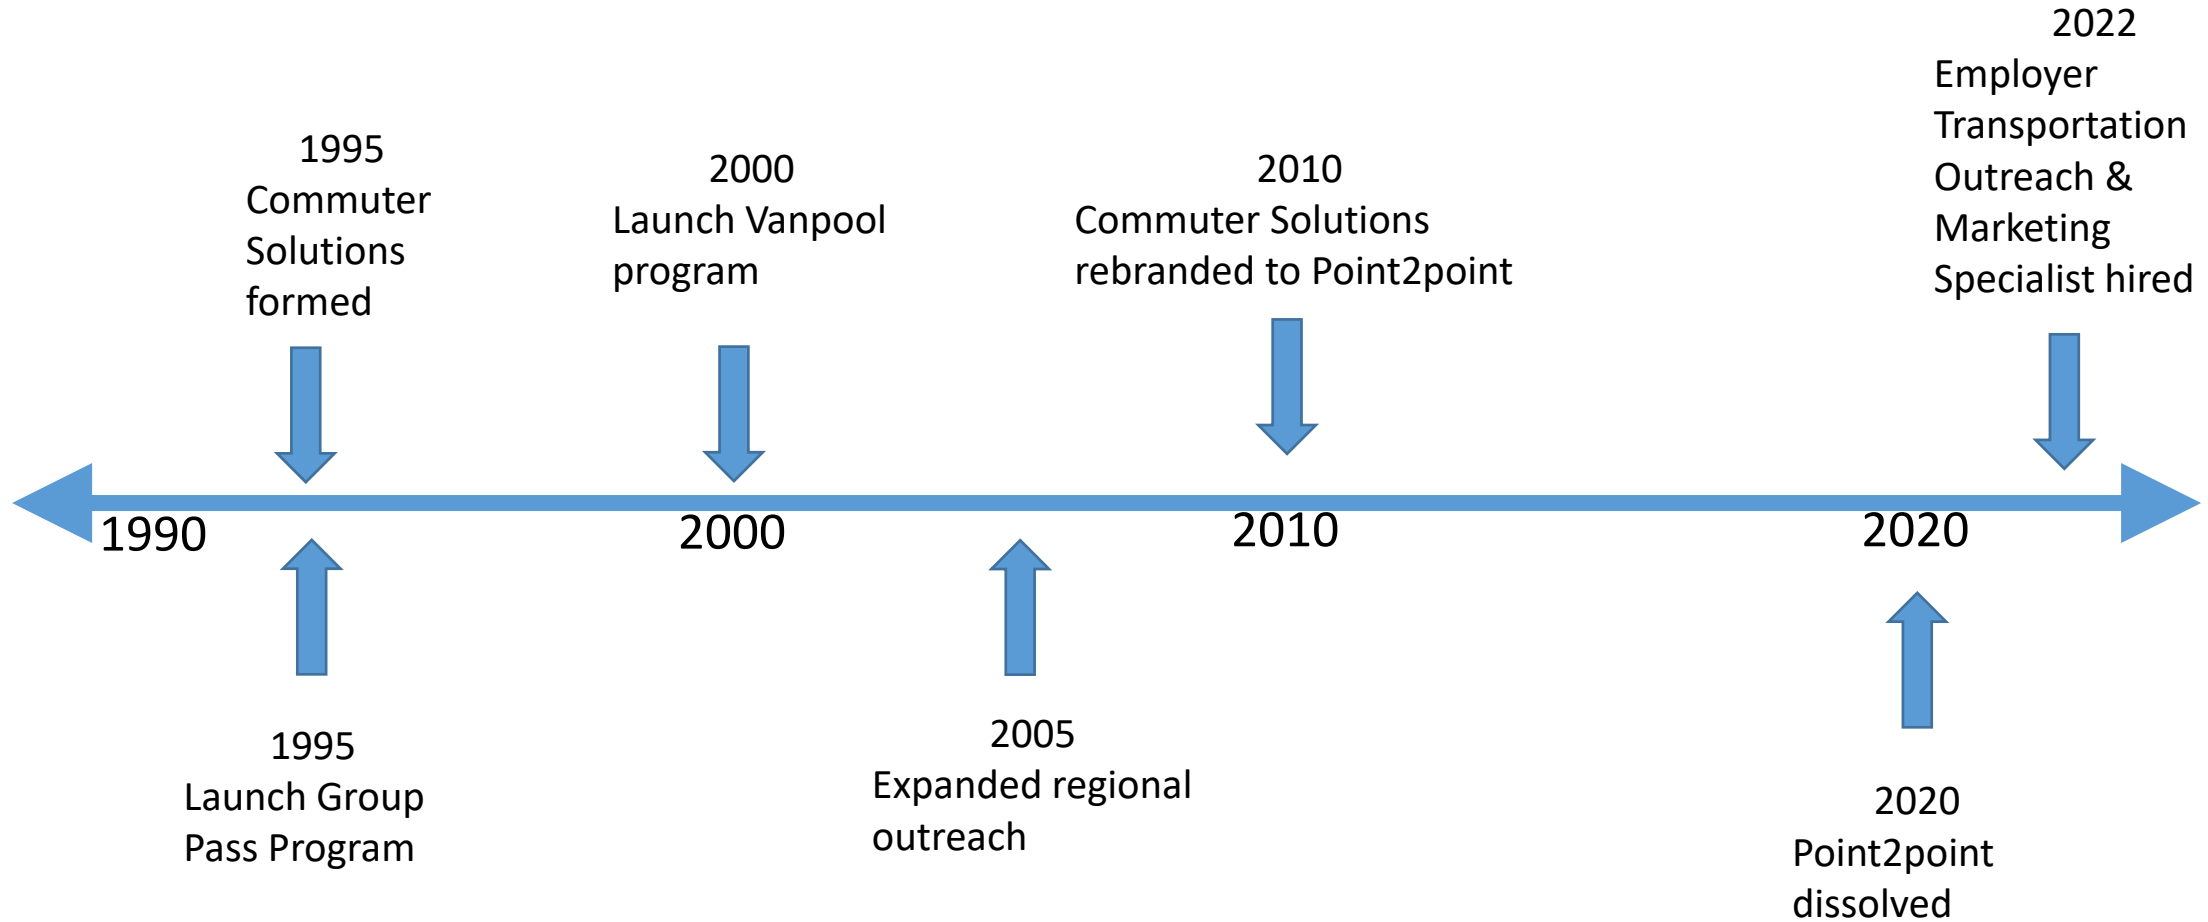 1995
Commuter
Solutions
formed
2000
Launch Vanpool
program
2010
Commuter Solutions
rebranded to Point2point
2022
Employer
Transportation
Outreach &
Marketing
Specialist hired
1990
2000
2010
2020
1995
Launch Group
Pass Program
2005
Expanded regional
outreach
2020
Point2point
dissolved